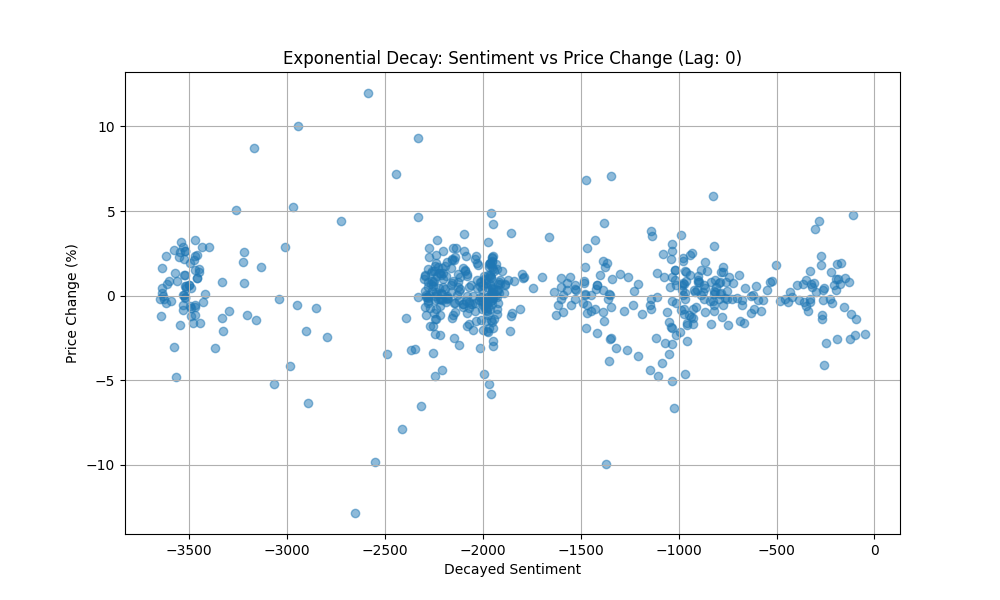 Exponential Decay: Sentiment vs Price Change (Lag: 0)
Price Change (%)
10
5
0
−5
−10
−3500 −3000 −2500 −2000 −1500 −1000 −500 0
Decayed Sentiment